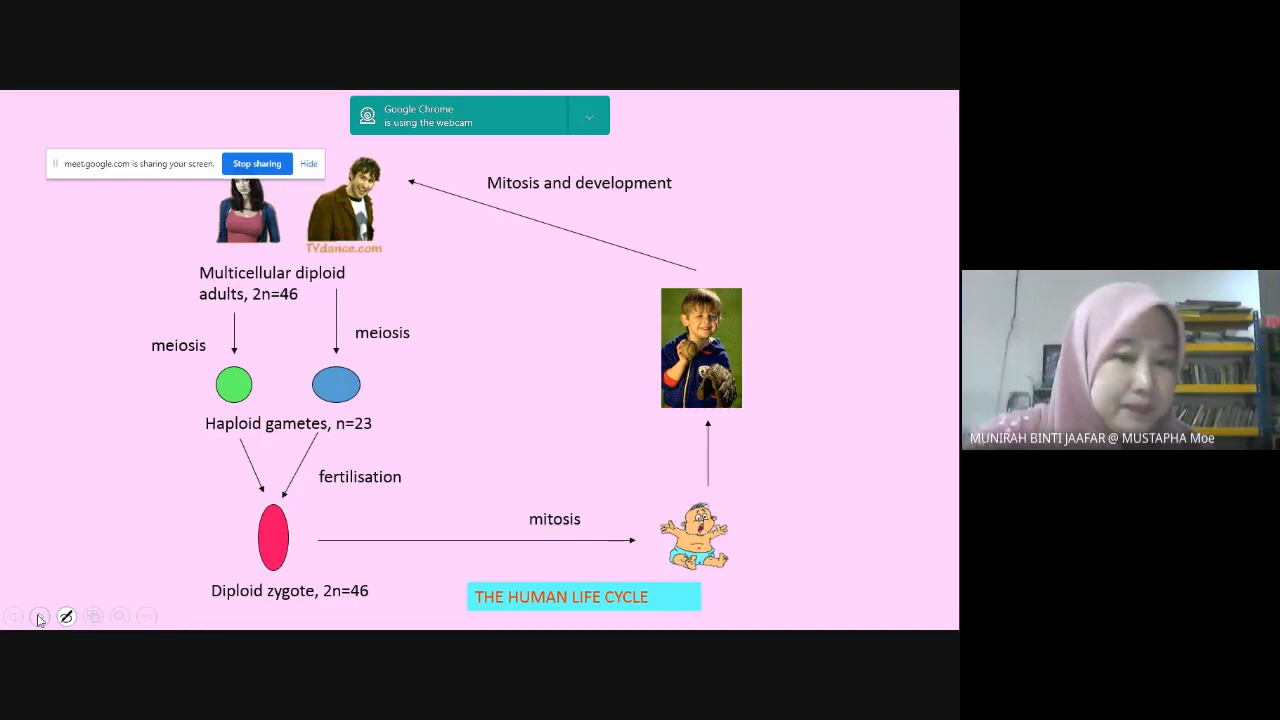 Google Chrome
is using the webcam
meet.google.com is sharing your screen.
Stop sharing
Hide
Mitosis and development
TVdance.com
Multicellular diploid
adults, 2n=46
meiosis
meiosis
Haploid gametes, n=23
fertilisation
mitosis
Diploid zygote, 2n=46
THE HUMAN LIFE CYCLE
MUNIRAH BINTI JAAFAR @ MUSTAPHA Moe